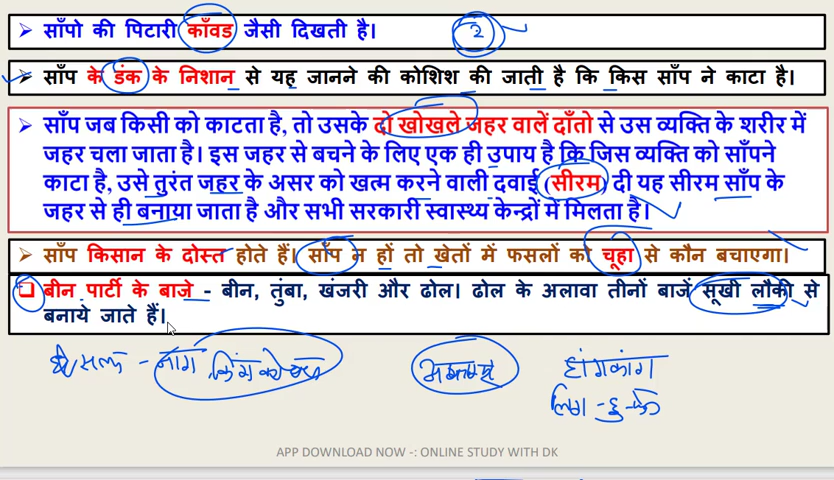 ➢ साँपो की पिटारी काँवड जैसी दिखती है। 2
➢ साँप के डंक के निशान से यह जानने की कोशिश की जाती है कि किस साँप ने काटा है।
➢ साँप जब किसी को काटता है, तो उसके दो खोखले जहर वालें दाँतो से उस व्यक्ति के शरीर में
जहर चला जाता है। इस जहर से बचने के लिए एक ही उपाय है कि जिस व्यक्ति को साँपने
काटा है, उसे तुरंत जहर के असर को खत्म करने वाली दवाई (सीरम) दी यह सीरम साँप के
जहर से ही बनाया जाता है और सभी सरकारी स्वास्थ्य केन्द्रों में मिलता है।
➢ साँप किसान के दोस्त होते हैं। साँप न हों तो खेतों में फसलों को चूहा से कौन बचाएगा।
❑ बीन पार्टी के बाजे - बीन, तुंबा, खंजरी और ढोल। ढोल के अलावा तीनों बाजें सूखी लौकी से
बनाये जाते हैं।
नाग हांगकांग
APP DOWNLOAD NOW -: ONLINE STUDY WITH DK